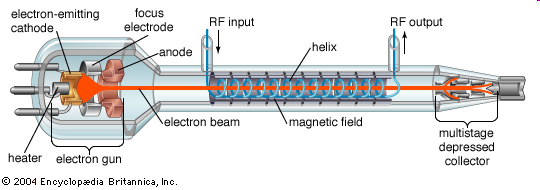 electron-emitting
cathode
focus
electrode
anode
RF input
RF output
helix
electron beam
magnetic field
heater
electron gun
multistage
depressed
collector
© 2004 Encyclopædia Britannica, Inc.